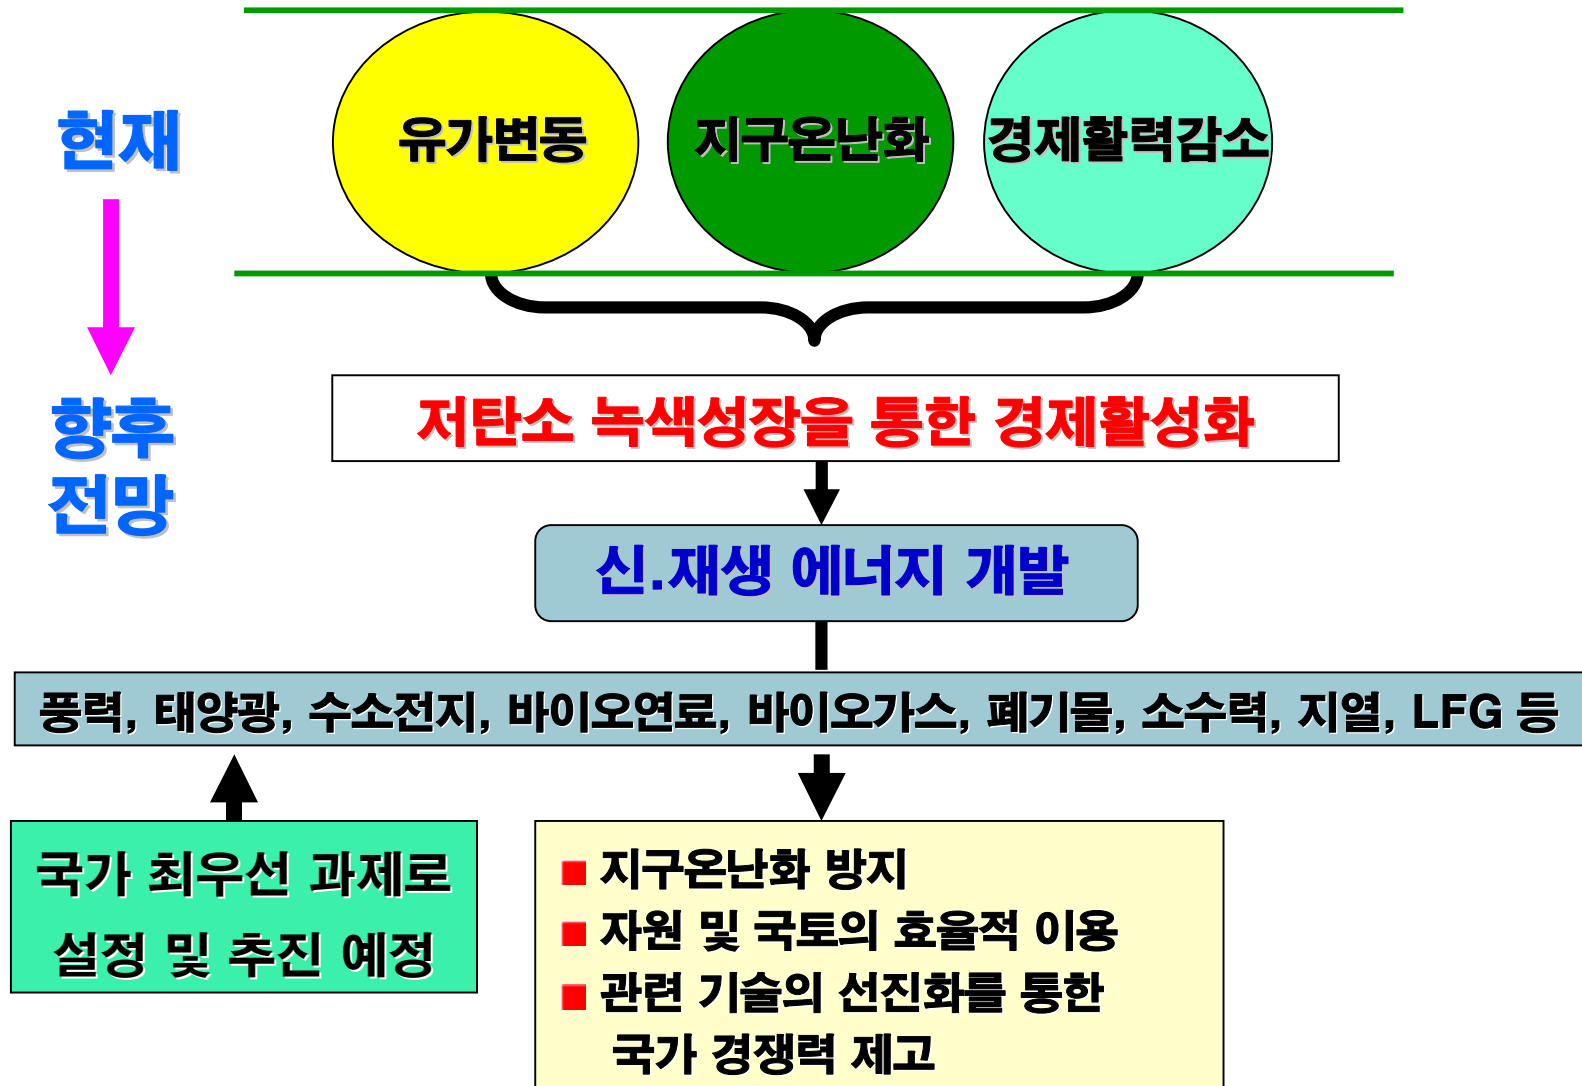 현재
유가변동
지구온난화
경제활력감소
향후
전망
저탄소 녹색성장을 통한 경제활성화
신.재생 에너지 개발
풍력, 태양광, 수소전지, 바이오연료, 바이오가스, 폐기물, 소수력, 지열, LFG 등
국가 최우선 과제로
설정 및 추진 예정
지구온난화 방지
자원 및 국토의 효율적 이용
관련 기술의 선진화를 통한
국가 경쟁력 제고